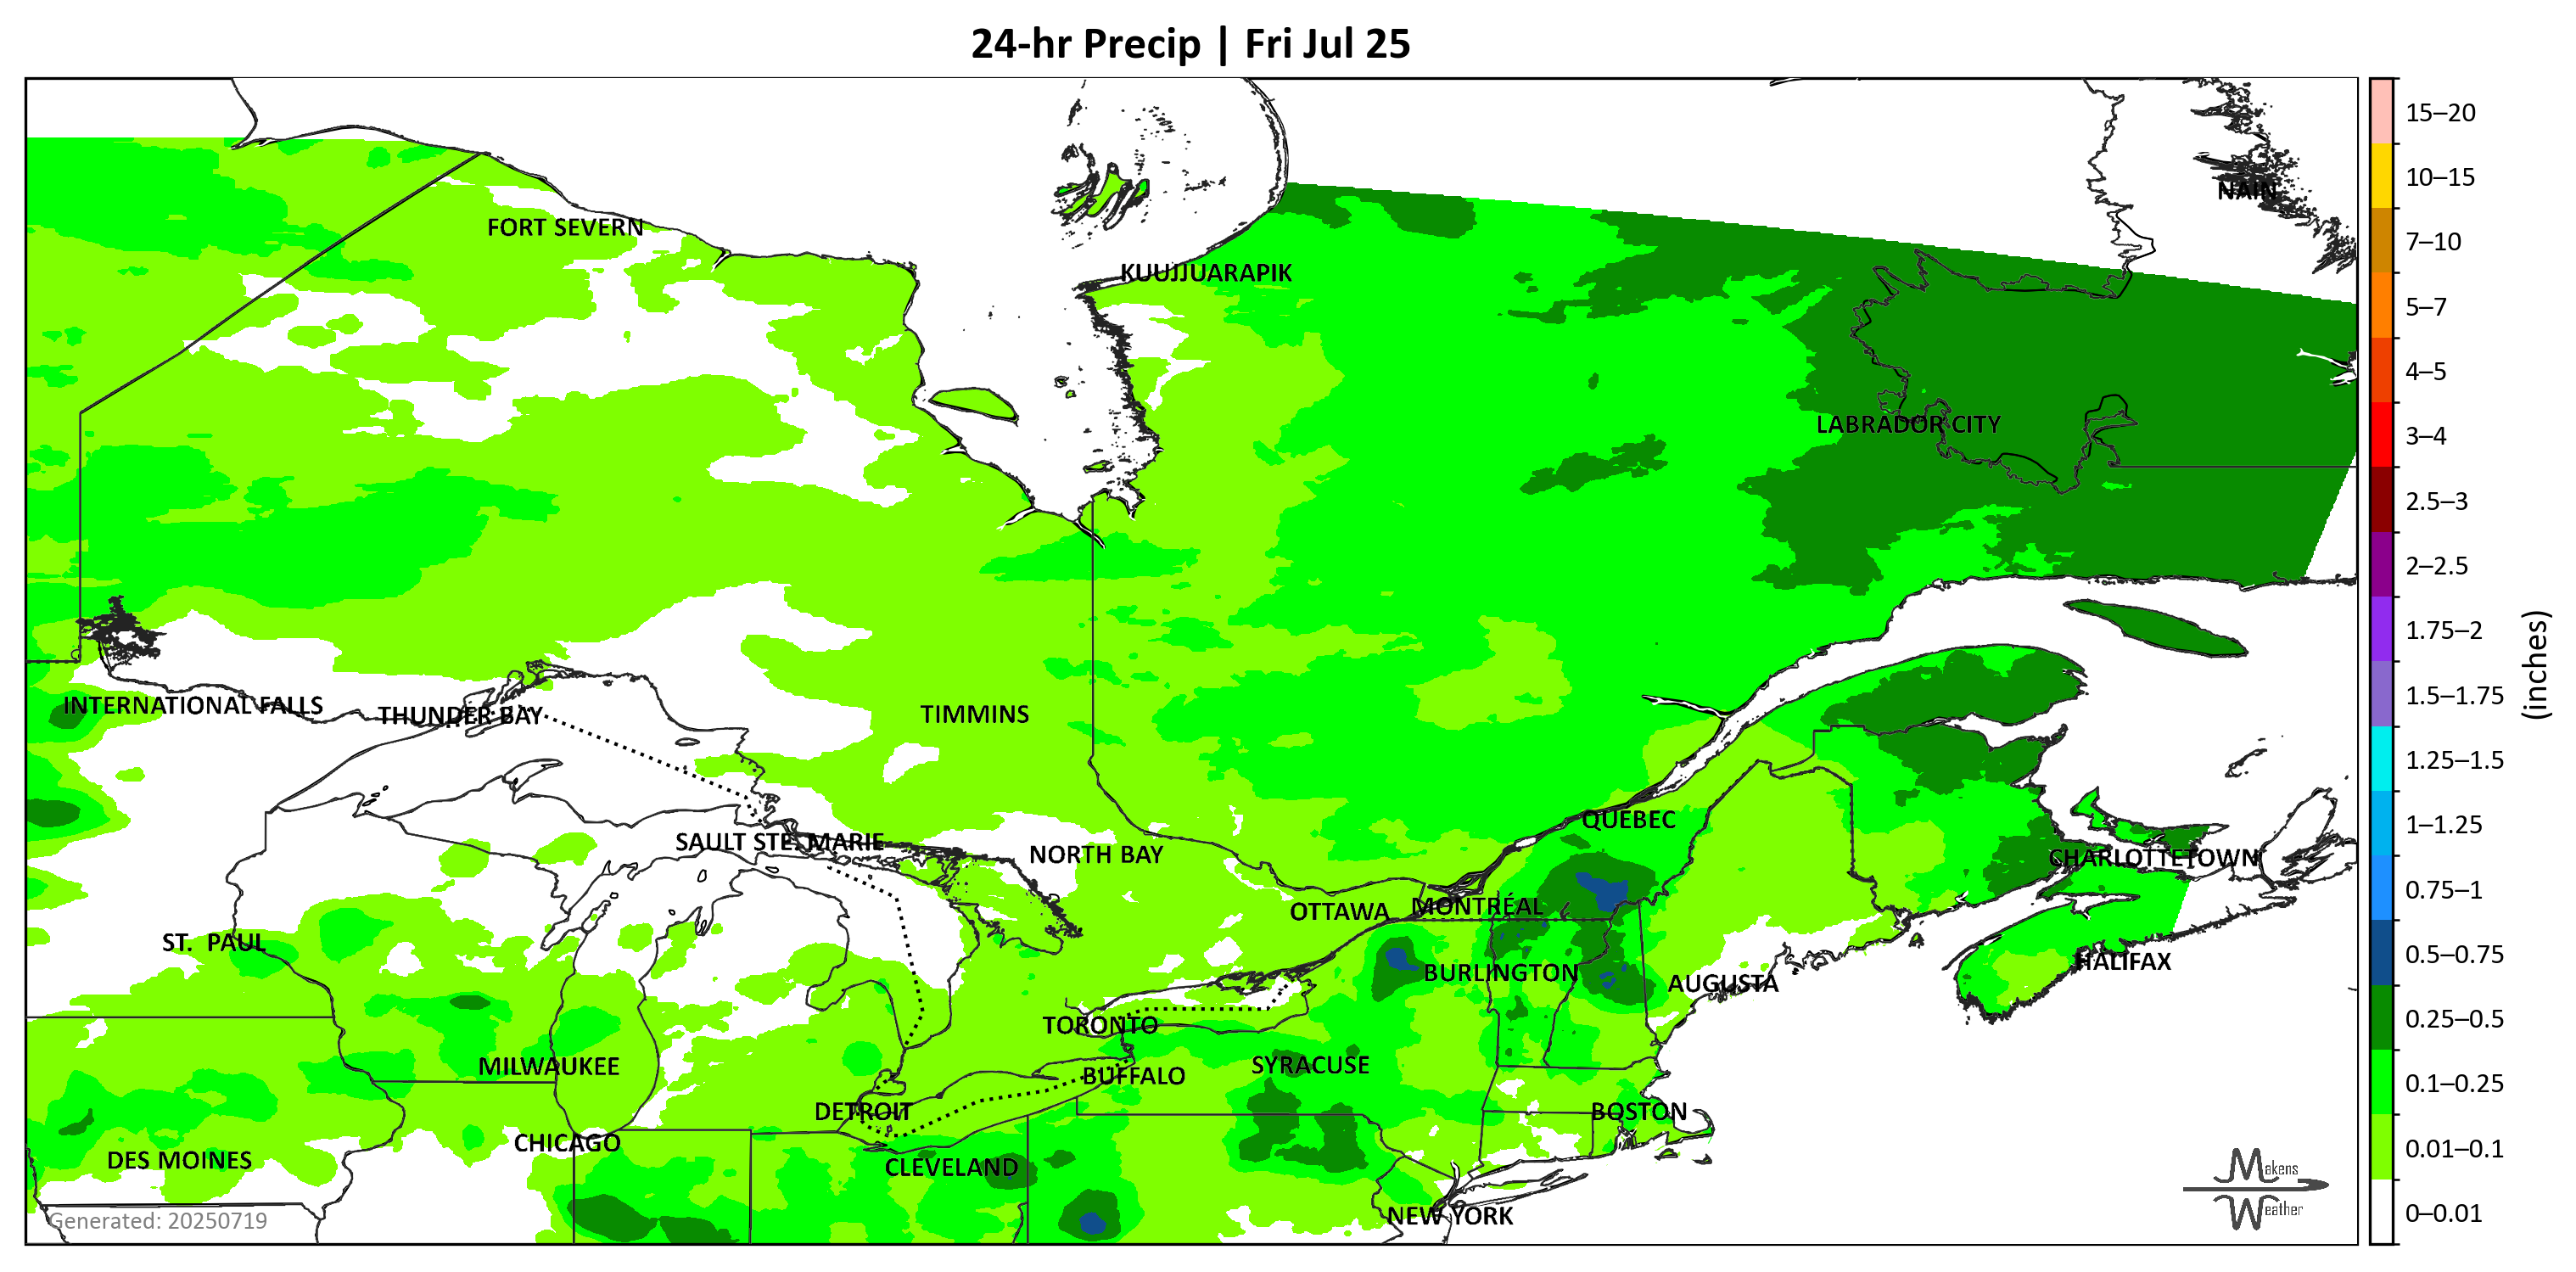 24-hr Precip | Fri Jul 25
NAIN
FORT SEVERN
KUUJJUARAPIK
LABRADOR CITY
INTERNATIONAL FALLS
THUNDER BAY
TIMMINS
QUEBEC
SAULT STE. MARIE
NORTH BAY
CHARLOTTETOWN
OTTAWA
MONTRÉAL
ST. PAUL
HALIFAX
BURLINGTON
AUGUSTA
TORONTO
MILWAUKEE
SYRACUSE
BUFFALO
DETROIT
BOSTON
CHICAGO
DES MOINES
CLEVELAND
NEW YORK
Generated: 20250719
Makens
Weather
15–20
10–15
7–10
5–7
4–5
3–4
2.5–3
2–2.5
1.75–2
1.5–1.75
1.25–1.5
1–1.25
0.75–1
0.5–0.75
0.25–0.5
0.1–0.25
0.01–0.1
0–0.01
(inches)